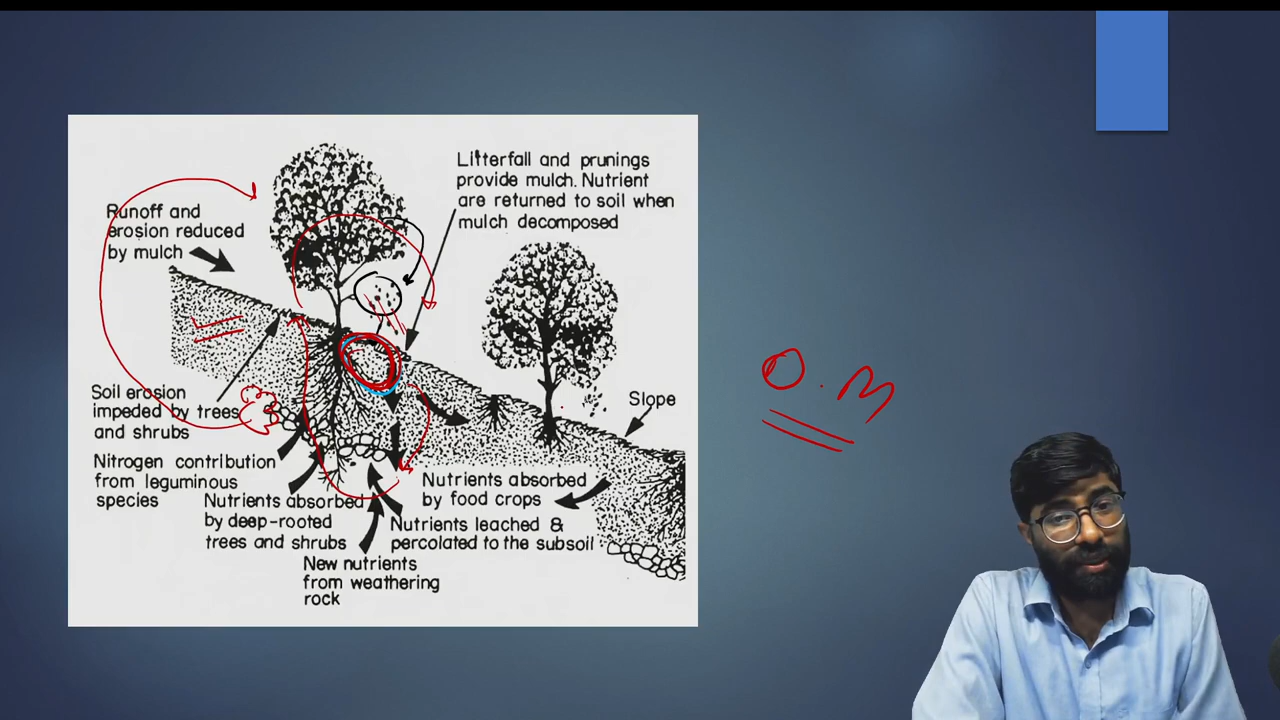 Litterfall and prunings
provide mulch. Nutrient
are returned to soil when
mulch decomposed
Runoff and
erosion reduced
by mulch
Soil erosion
impeded by trees
and shrubs
Slope
Nitrogen contribution
from leguminous
species
Nutrients absorbed
by deep-rooted
trees and shrubs
Nutrients absorbed
by food crops
Nutrients leached &
percolated to the subsoil
New nutrients
from weathering
rock
O.M